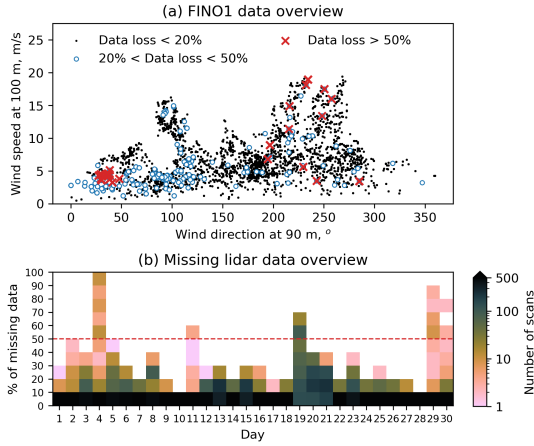 (a) FINO1 data overview
Data loss < 20%
Data loss > 50%
20% < Data loss < 50%
Wind speed at 100 m, m/s
25
20
15
10
5
0
0 50 100 150 200 250 300 350
Wind direction at 90 m, °
(b) Missing lidar data overview
% of missing data
100
90
80
70
60
50
40
30
20
10
0
1 2 3 4 5 6 7 8 9 10 11 12 13 14 15 16 17 18 19 20 21 22 23 24 25 26 27 28 29 30
Day
500
100
10
1
Number of scans